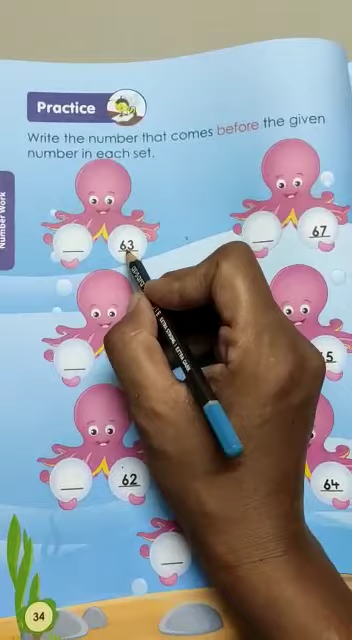 Practice
Write the number that comes before the given
number in each set.
Number Work
63
67
5
62
64
34